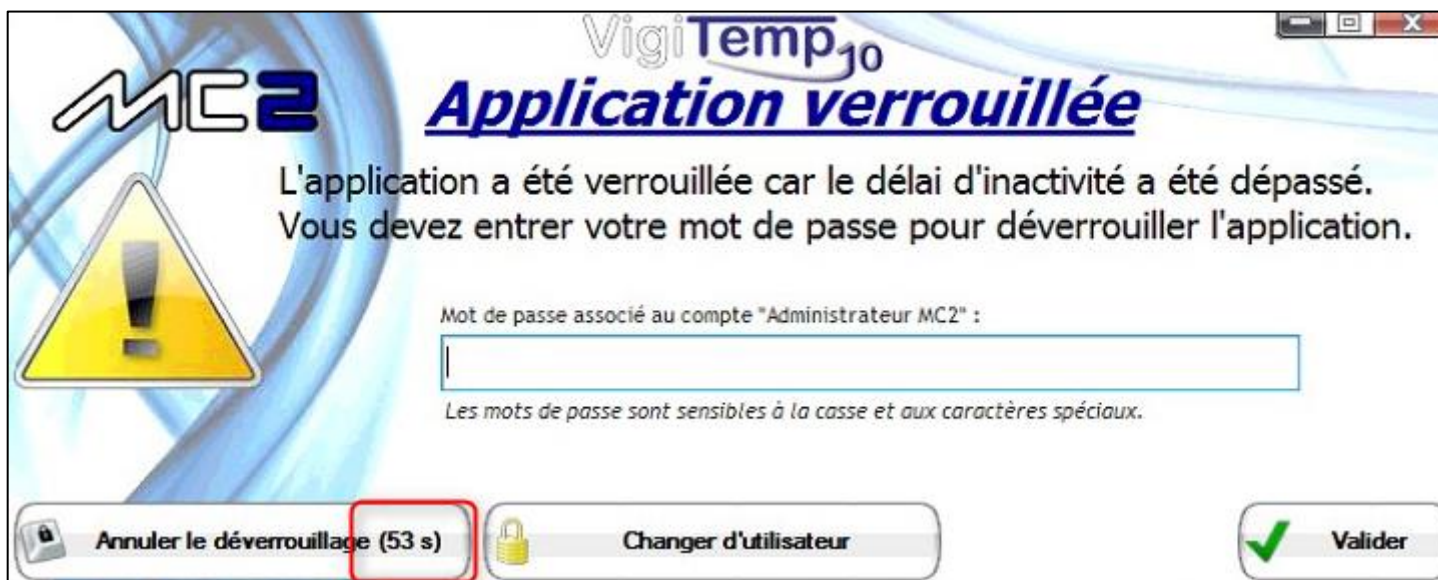 VigiTemp10
MC2
Application verrouillée
L'application a été verrouillée car le délai d'inactivité a été dépassé.
Vous devez entrer votre mot de passe pour déverrouiller l'application.
Mot de passe associé au compte "Administrateur MC2" :
Les mots de passe sont sensibles à la casse et aux caractères spéciaux.
Annuler le déverrouillage (53 s)
Changer d'utilisateur
Valider